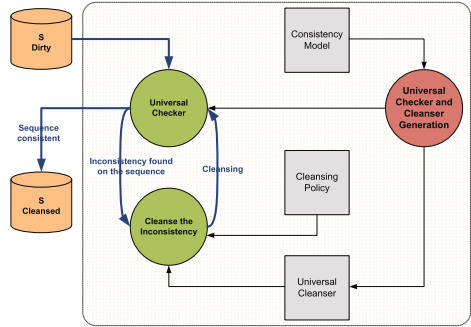 S
Dirty
Consistency
Model
Universal
Checker
Universal
Checker and
Cleanser
Generation
Sequence
consistent
Inconsistency found
on the sequence
Cleansing
Cleansing
Policy
S
Cleansed
Cleanse the
Inconsistency
Universal
Cleanser